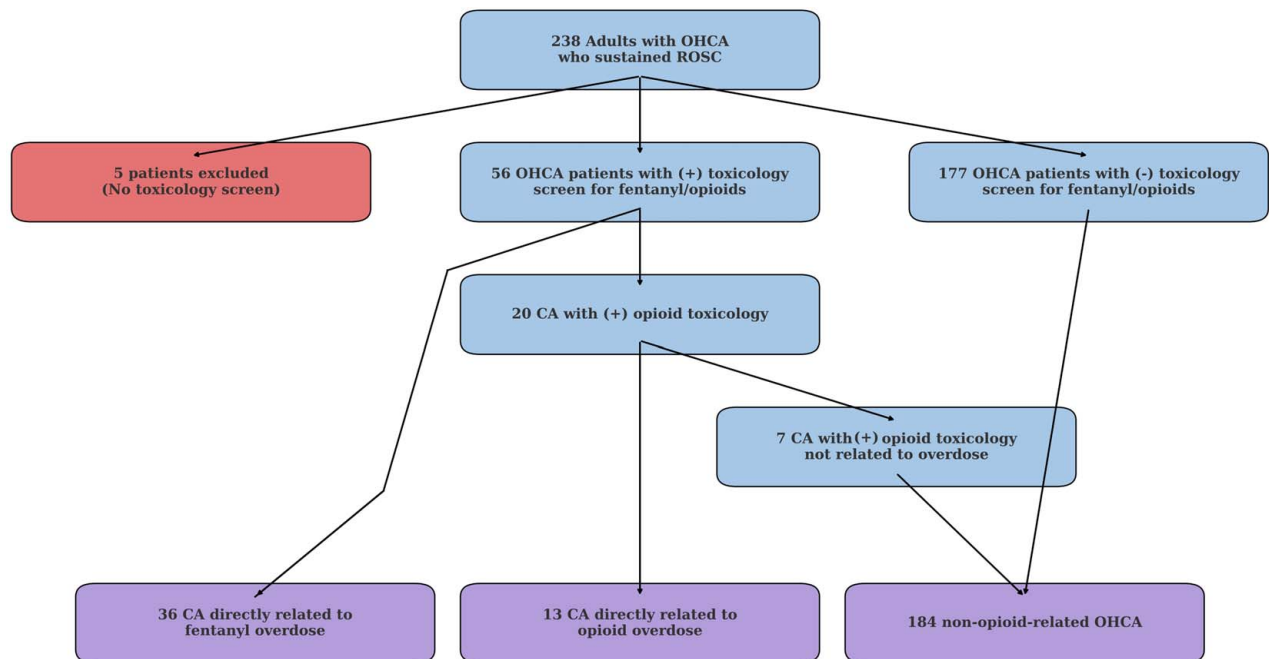 238 Adults with OHCA
who sustained ROSC
5 patients excluded
(No toxicology screen)
56 OHCA patients with (+) toxicology
screen for fentanyl/opioids
177 OHCA patients with (-) toxicology
screen for fentanyl/opioids
20 CA with (+) opioid toxicology
7 CA with (+) opioid toxicology
not related to overdose
36 CA directly related to
fentanyl overdose
13 CA directly related to
opioid overdose
184 non-opioid-related OHCA